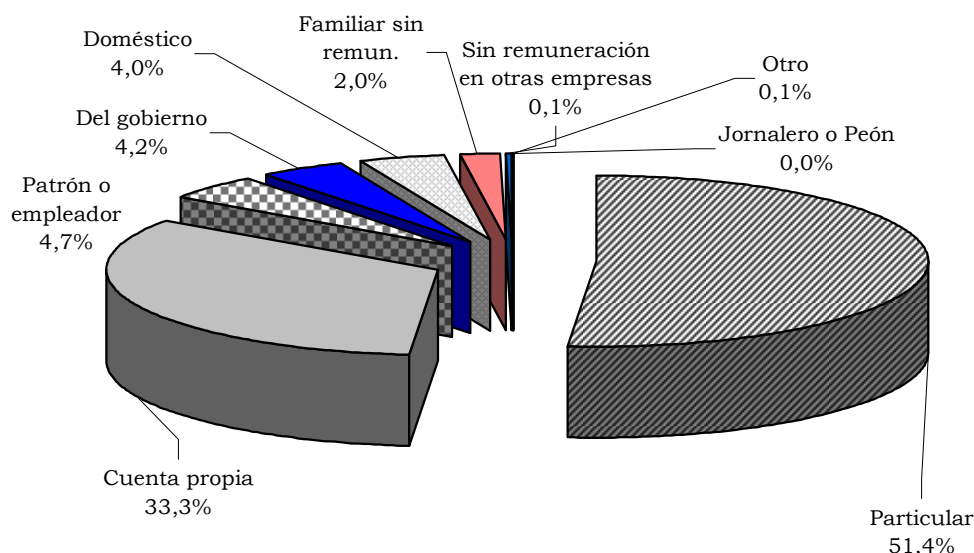 Familiar sin
remun.
2,0%
Doméstico
4,0%
Sin remuneración
en otras empresas
0,1%
Otro
0,1%
Del gobierno
4,2%
Jornalero o Peón
0,0%
Patrón o
empleador
4,7%
Cuenta propia
33,3%
Particular
51,4%